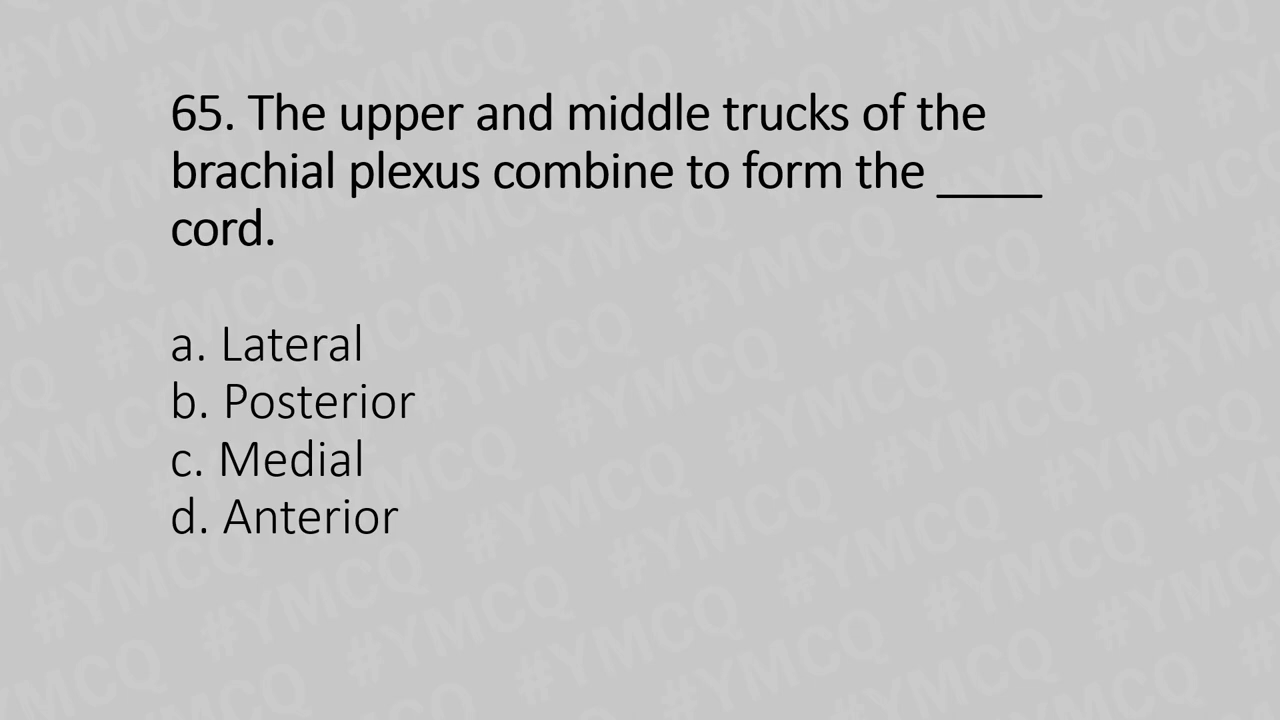 65. The upper and middle trucks of the
brachial plexus combine to form the ____
cord.
a. Lateral
b. Posterior
c. Medial
d. Anterior
#YMCQ